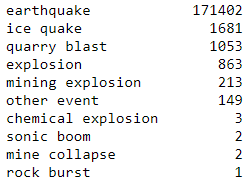 earthquake 171402
ice quake 1681
quarry blast 1053
explosion 863
mining explosion 213
other event 149
chemical explosion 3
sonic boom 2
mine collapse 2
rock burst 1